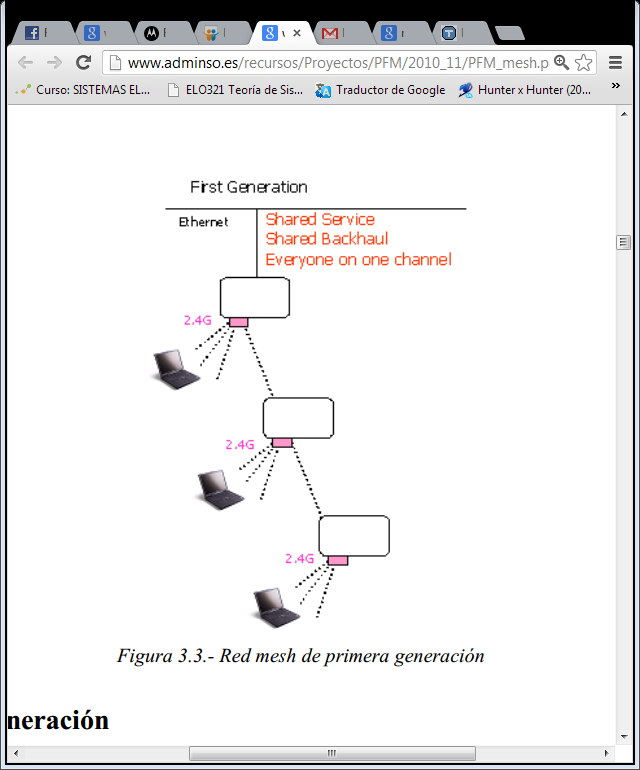 www.adminso.es/recursos/Proyectos/PFM/2010_11/PFM_mesh.p
Curso: SISTEMAS EL... ELO321 Teoría de Sis... Traductor de Google Hunter x Hunter (20... »
First Generation
Ethernet
Shared Service
Shared Backhaul
Everyone on one channel
2.4G
2.4G
2.4G
Figura 3.3.- Red mesh de primera generación
neración